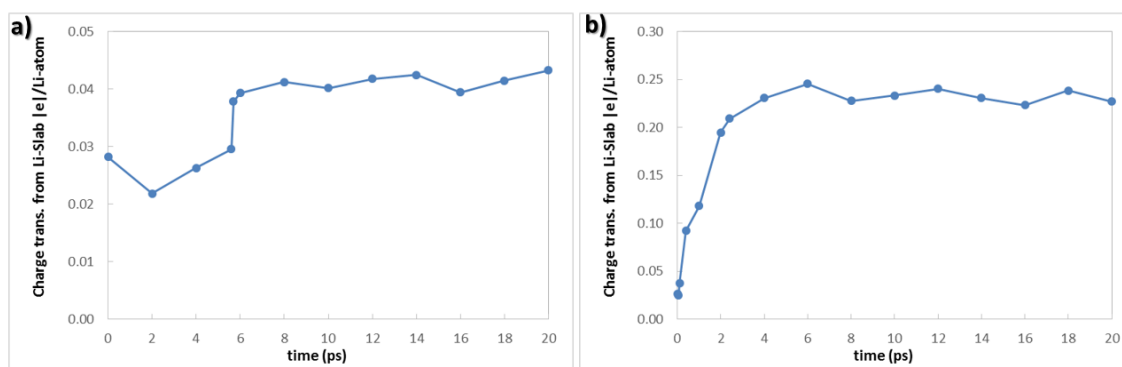 a)
Charge trans. from Li-Slab |e|/Li-atom
0.05
0.04
0.03
0.02
0.01
0.00
0 2 4 6 8 10 12 14 16 18 20
time (ps)
b)
Charge trans. from Li-Slab |e|/Li-atom
0.30
0.25
0.20
0.15
0.10
0.05
0.00
0 2 4 6 8 10 12 14 16 18 20
time (ps)